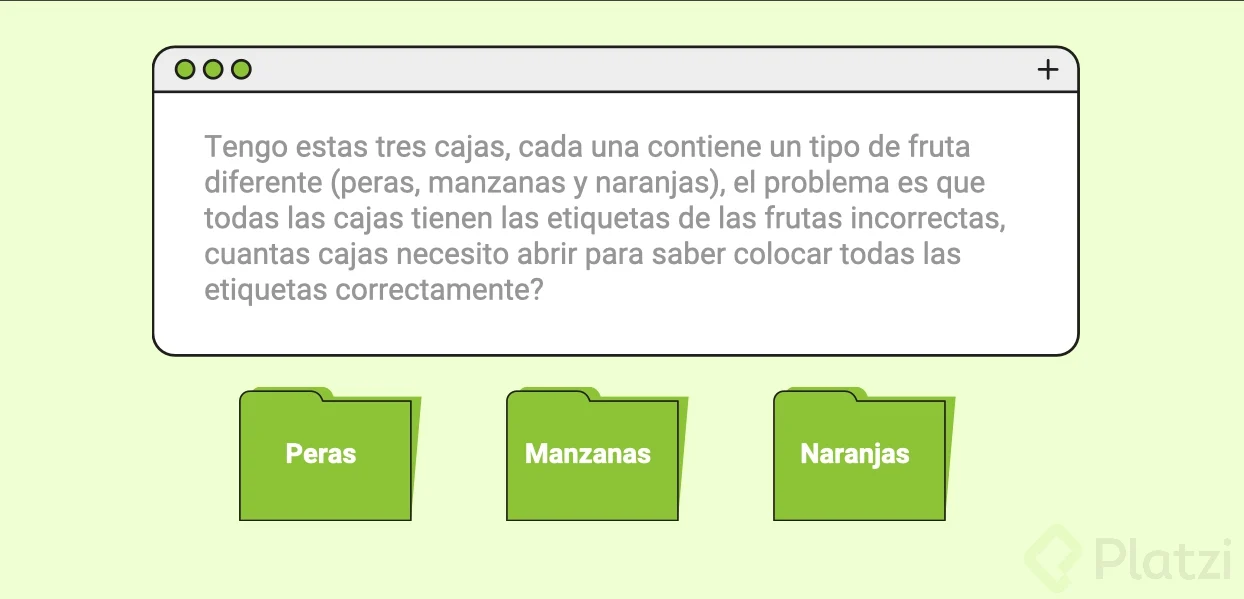 Tengo estas tres cajas, cada una contiene un tipo de fruta
diferente (peras, manzanas y naranjas), el problema es que
todas las cajas tienen las etiquetas de las frutas incorrectas,
cuantas cajas necesito abrir para saber colocar todas las
etiquetas correctamente?
Peras
Manzanas
Naranjas
Platzi